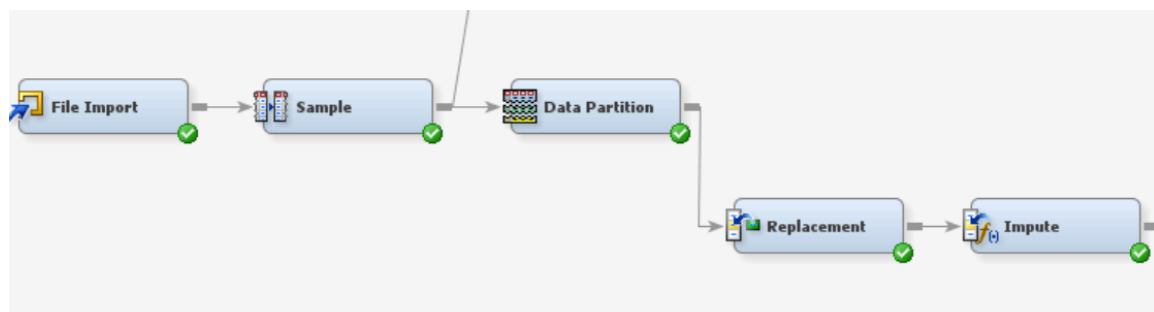 File Import
Sample
Data Partition
Replacement
Impute